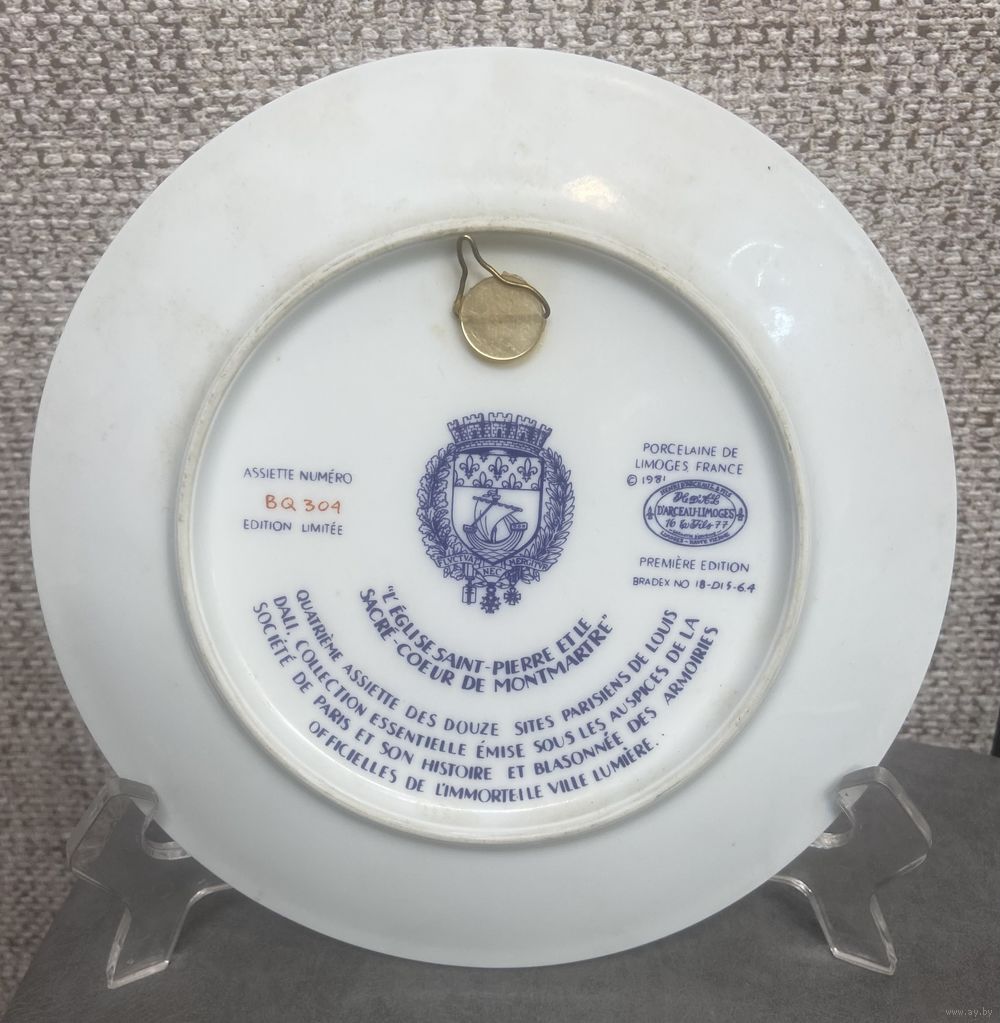 ASSIETTE NUMÉRO
BQ 304
EDITION LIMITÉE
PORCELAINE DE
LIMOGES FRANCE
© 1981
D'ARCEAU-LIMOGES
PREMIÈRE EDITION
BRADEX NO 18-D15-6.4
NEC
"L'ÉGLISE SAINT-PIERRE ET LE
SACRÉ-COEUR DE MONTMARTRE"
QUATRIÈME ASSIETTE DES DOUZE SITES PARISIENS DE LOUIS
DALI, COLLECTION ESSENTIELLE ÉMISE SOUS LES AUSPICES DE LA
SOCIÉTÉ DE PARIS ET SON HISTOIRE ET BLASONNÉE DES ARMOIRIES
OFFICIELLES DE L'IMMORTELLE VILLE LUMIÈRE.
www.ay.by